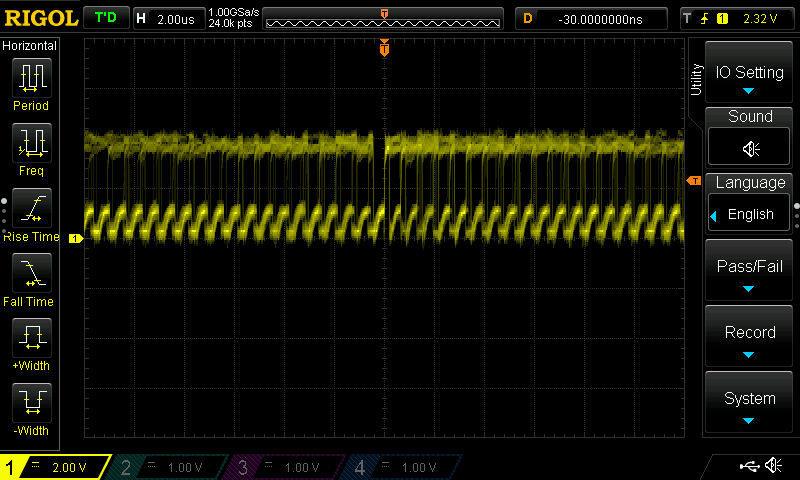 RIGOL T'D H 2.00us 1.00GSa/s 24.0k pts D -30.0000000ns T 1 2.32 V
Horizontal
Period
Freq
Rise Time
Fall Time
+Width
-Width
T
T
T
1
Utility
IO Setting
Sound
Language
English
Pass/Fail
Record
System
1 2.00 V 2 1.00 V 3 1.00 V 4 1.00 V